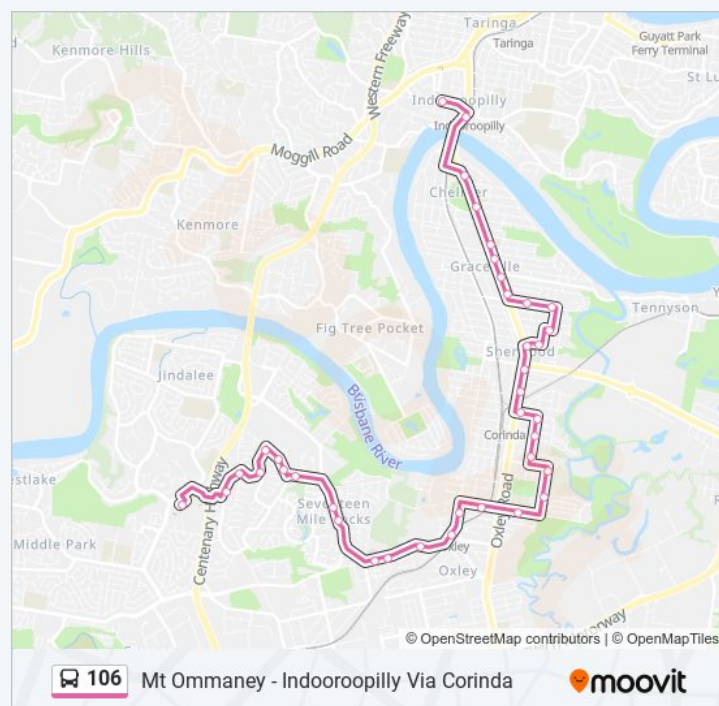 Taringa
Kenmore Hills
Taringa
Guyatt Park
Ferry Terminal
Western Freeway
St Lu
Indooroopilly
Indooroopilly
Moggill Road
Chelmer
Kenmore
Graceville
Tennyson
Fig Tree Pocket
Sherwood
Jindalee
Brisbane River
Corinda
Centenary Highway
Oxley Road
estlake
Seventeen
Mile Rocks
Middle Park
Oxley
Oxley
© OpenStreetMap contributors | © OpenMapTiles
106 Mt Ommaney - Indooroopilly Via Corinda
moovit